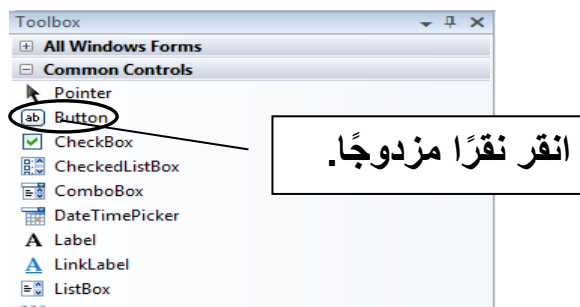 Toolbox
All Windows Forms
Common Controls
Pointer
Button
انقر نقرًا مزدوجًا.
CheckBox
CheckedListBox
ComboBox
DateTimePicker
Label
LinkLabel
ListBox